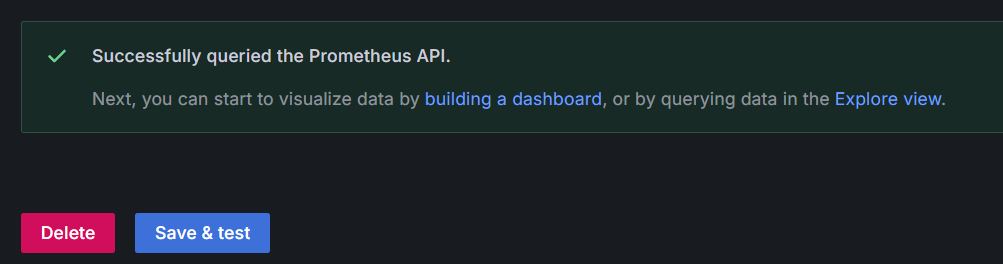 Successfully queried the Prometheus API.
Next, you can start to visualize data by building a dashboard, or by querying data in the Explore view.
Delete
Save & test